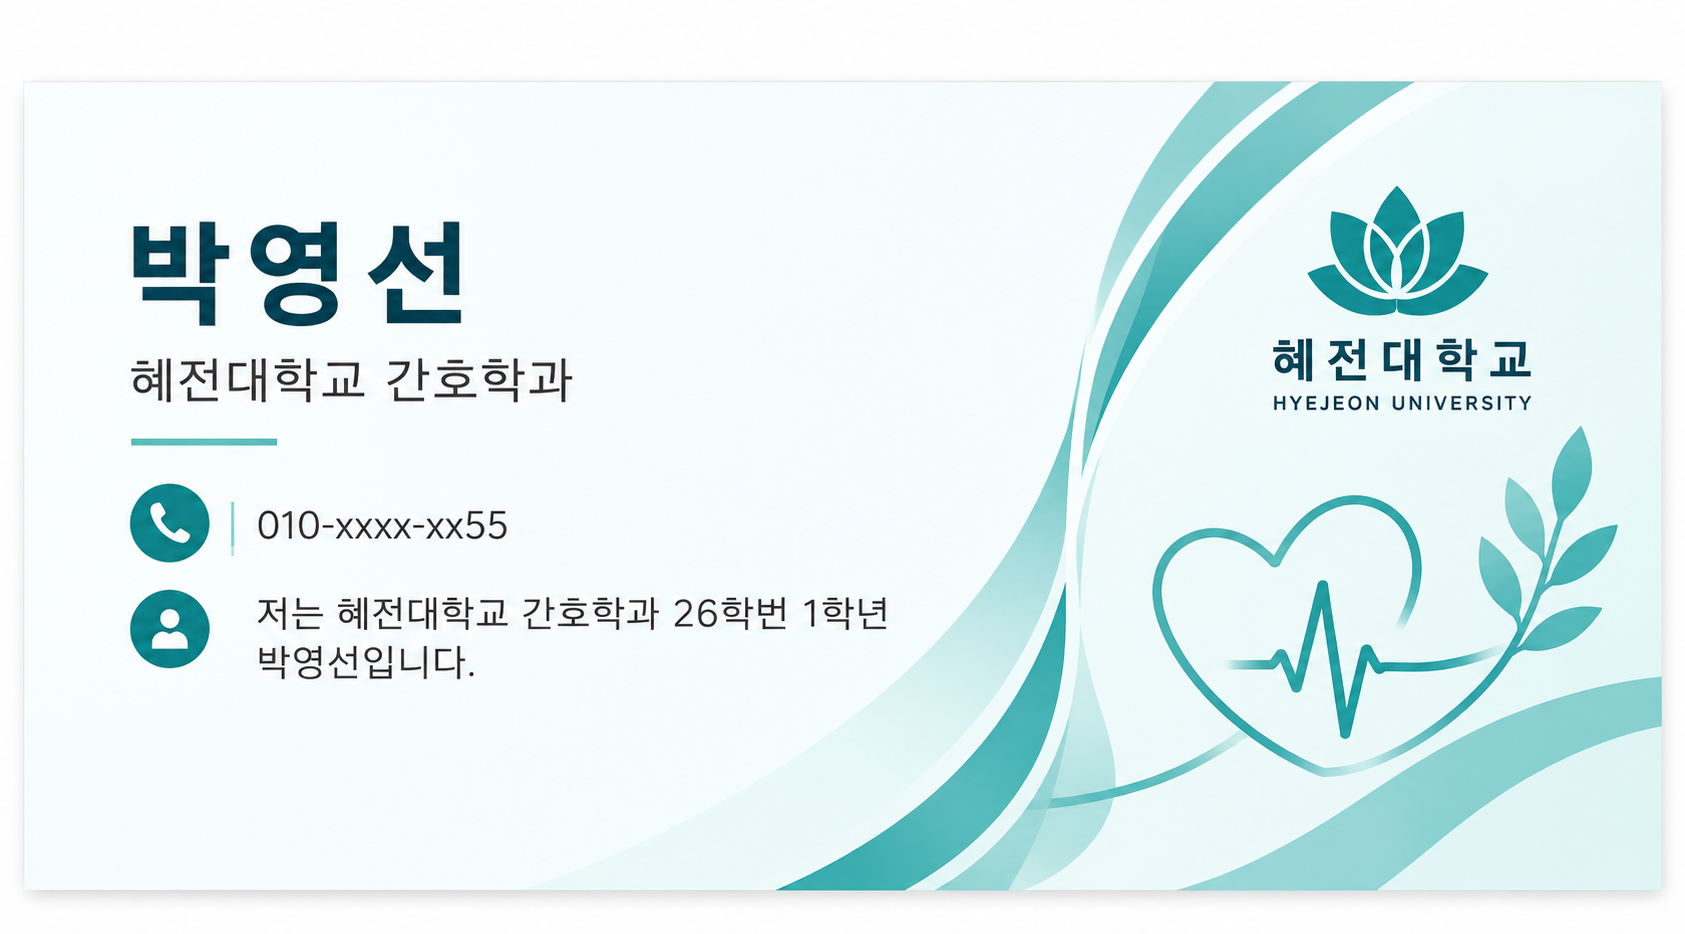 박영선
혜전대학교 간호학과
010-xxxx-xx55
저는 혜전대학교 간호학과 26학번 1학년
박영선입니다.
혜전대학교
HYEJEON UNIVERSITY